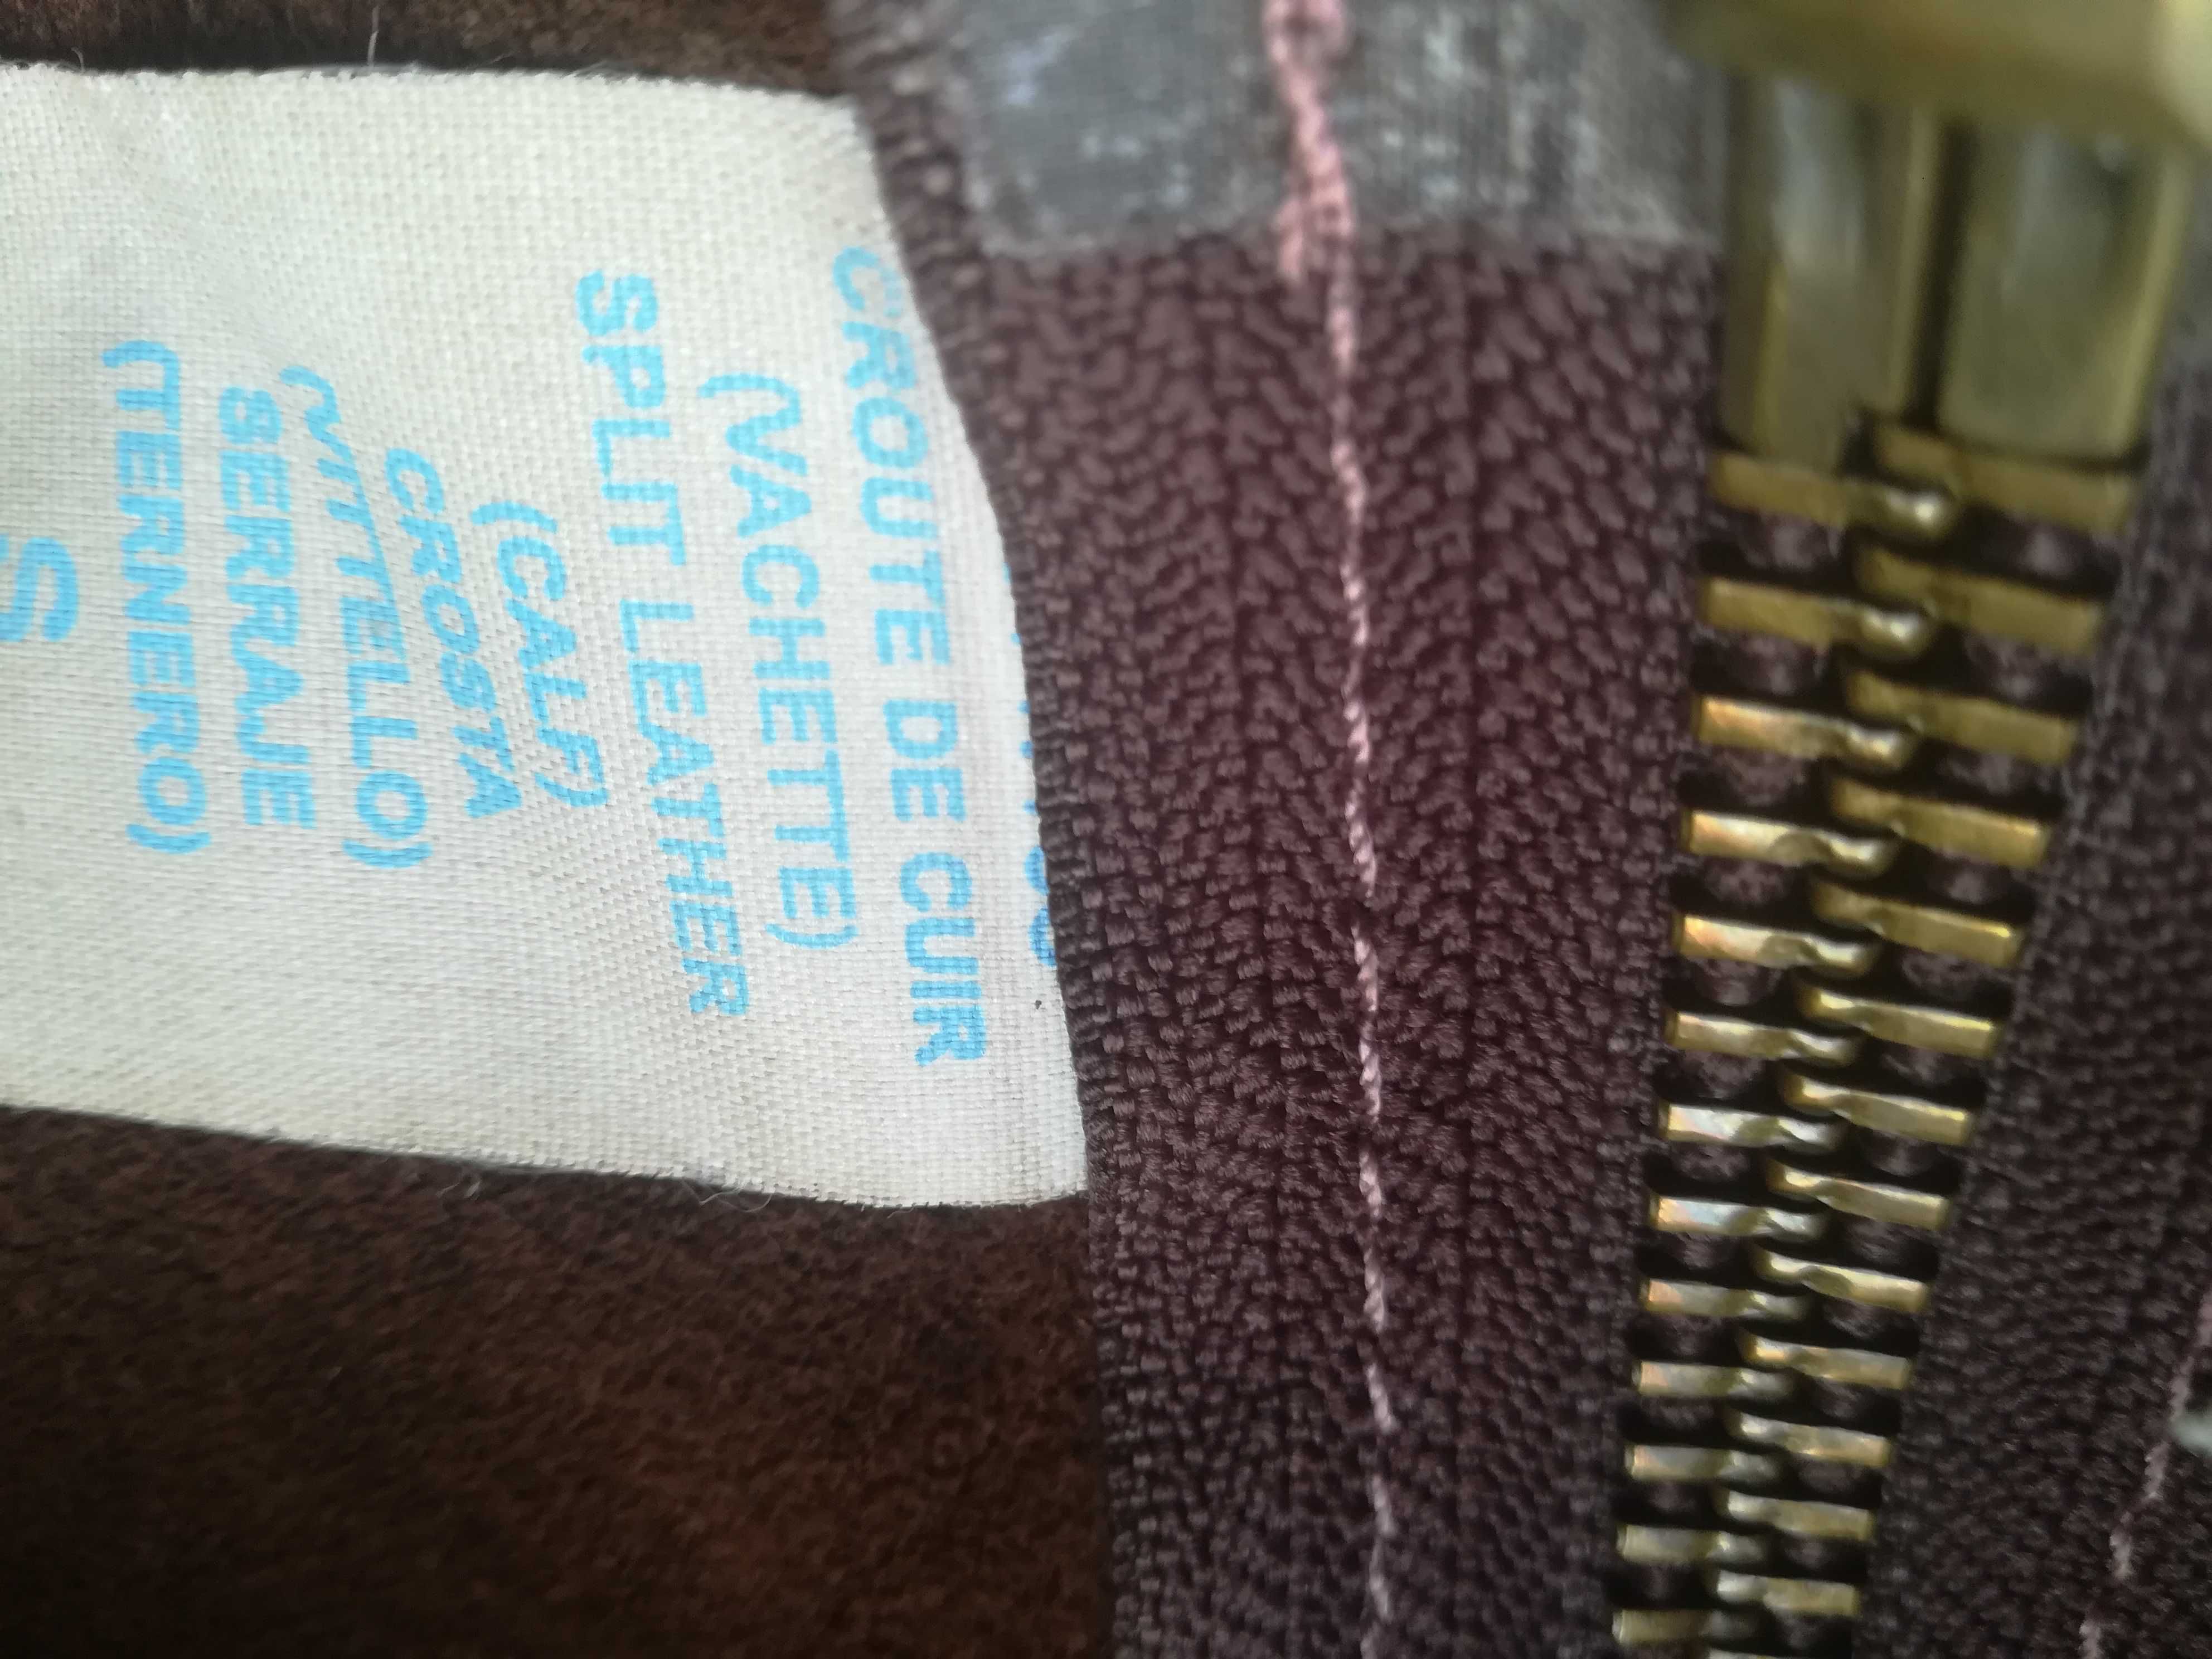 CROUTE DE CUIR
(VACHETTE)
SPLIT LEATHER
(CALF)
CROSTA
(VITELLO)
SERRAJE
(TERNERO)
S